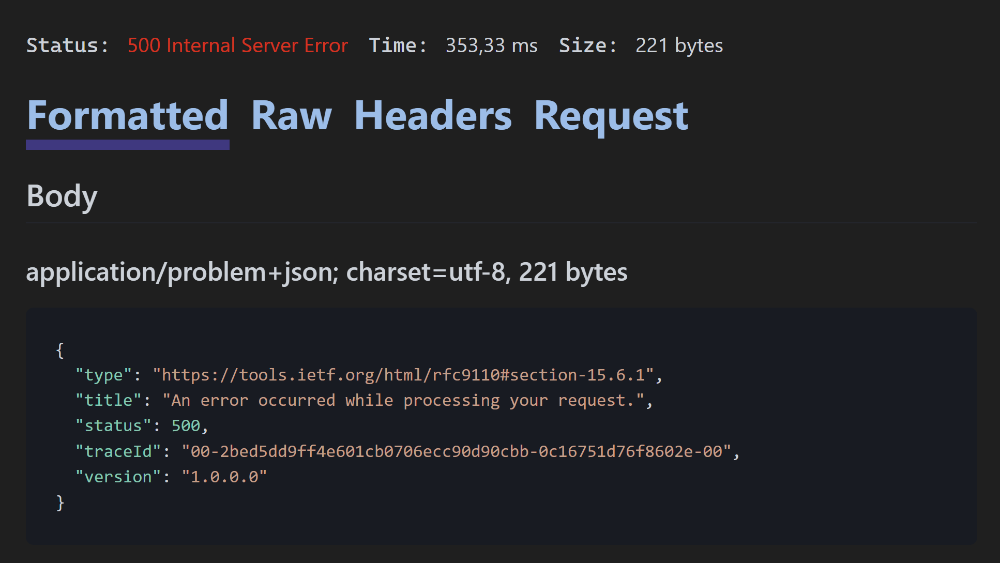 Status: 500 Internal Server Error Time: 353,33 ms Size: 221 bytes
Formatted Raw Headers Request
Body
application/problem+json; charset=utf-8, 221 bytes
{
  "type": "https://tools.ietf.org/html/rfc9110#section-15.6.1",
  "title": "An error occurred while processing your request.",
  "status": 500,
  "traceId": "00-2bed5dd9ff4e601cb0706ecc90d90cbb-0c16751d76f8602e-00",
  "version": "1.0.0.0"
}